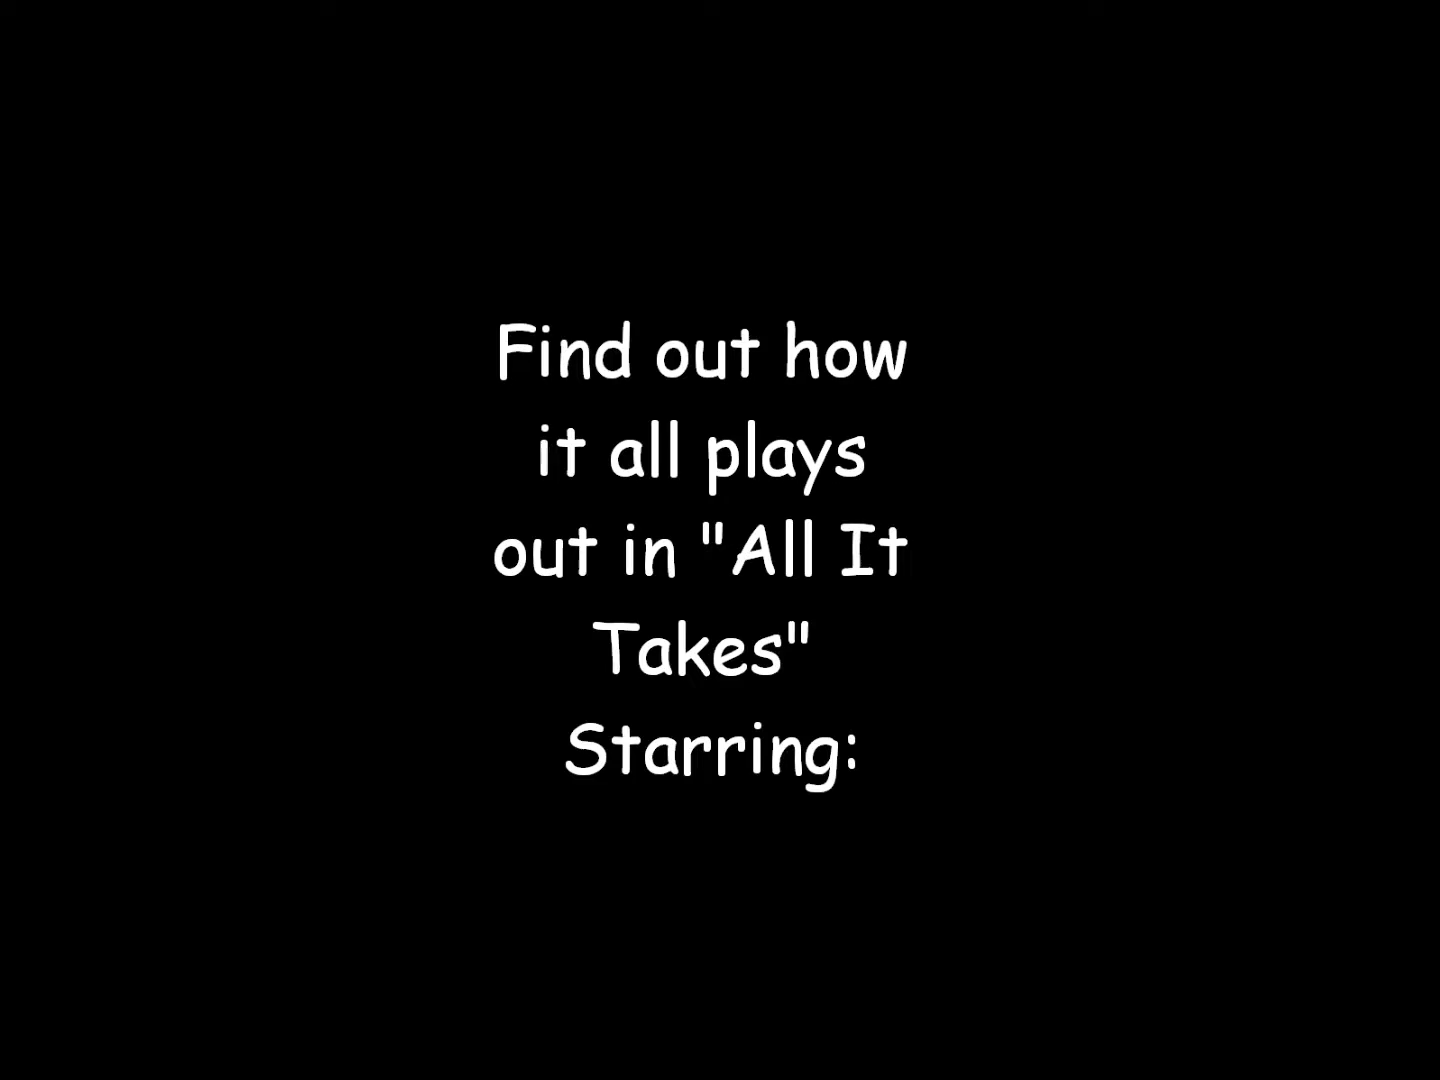 Find out how
it all plays
out in "All It
Takes"
Starring: